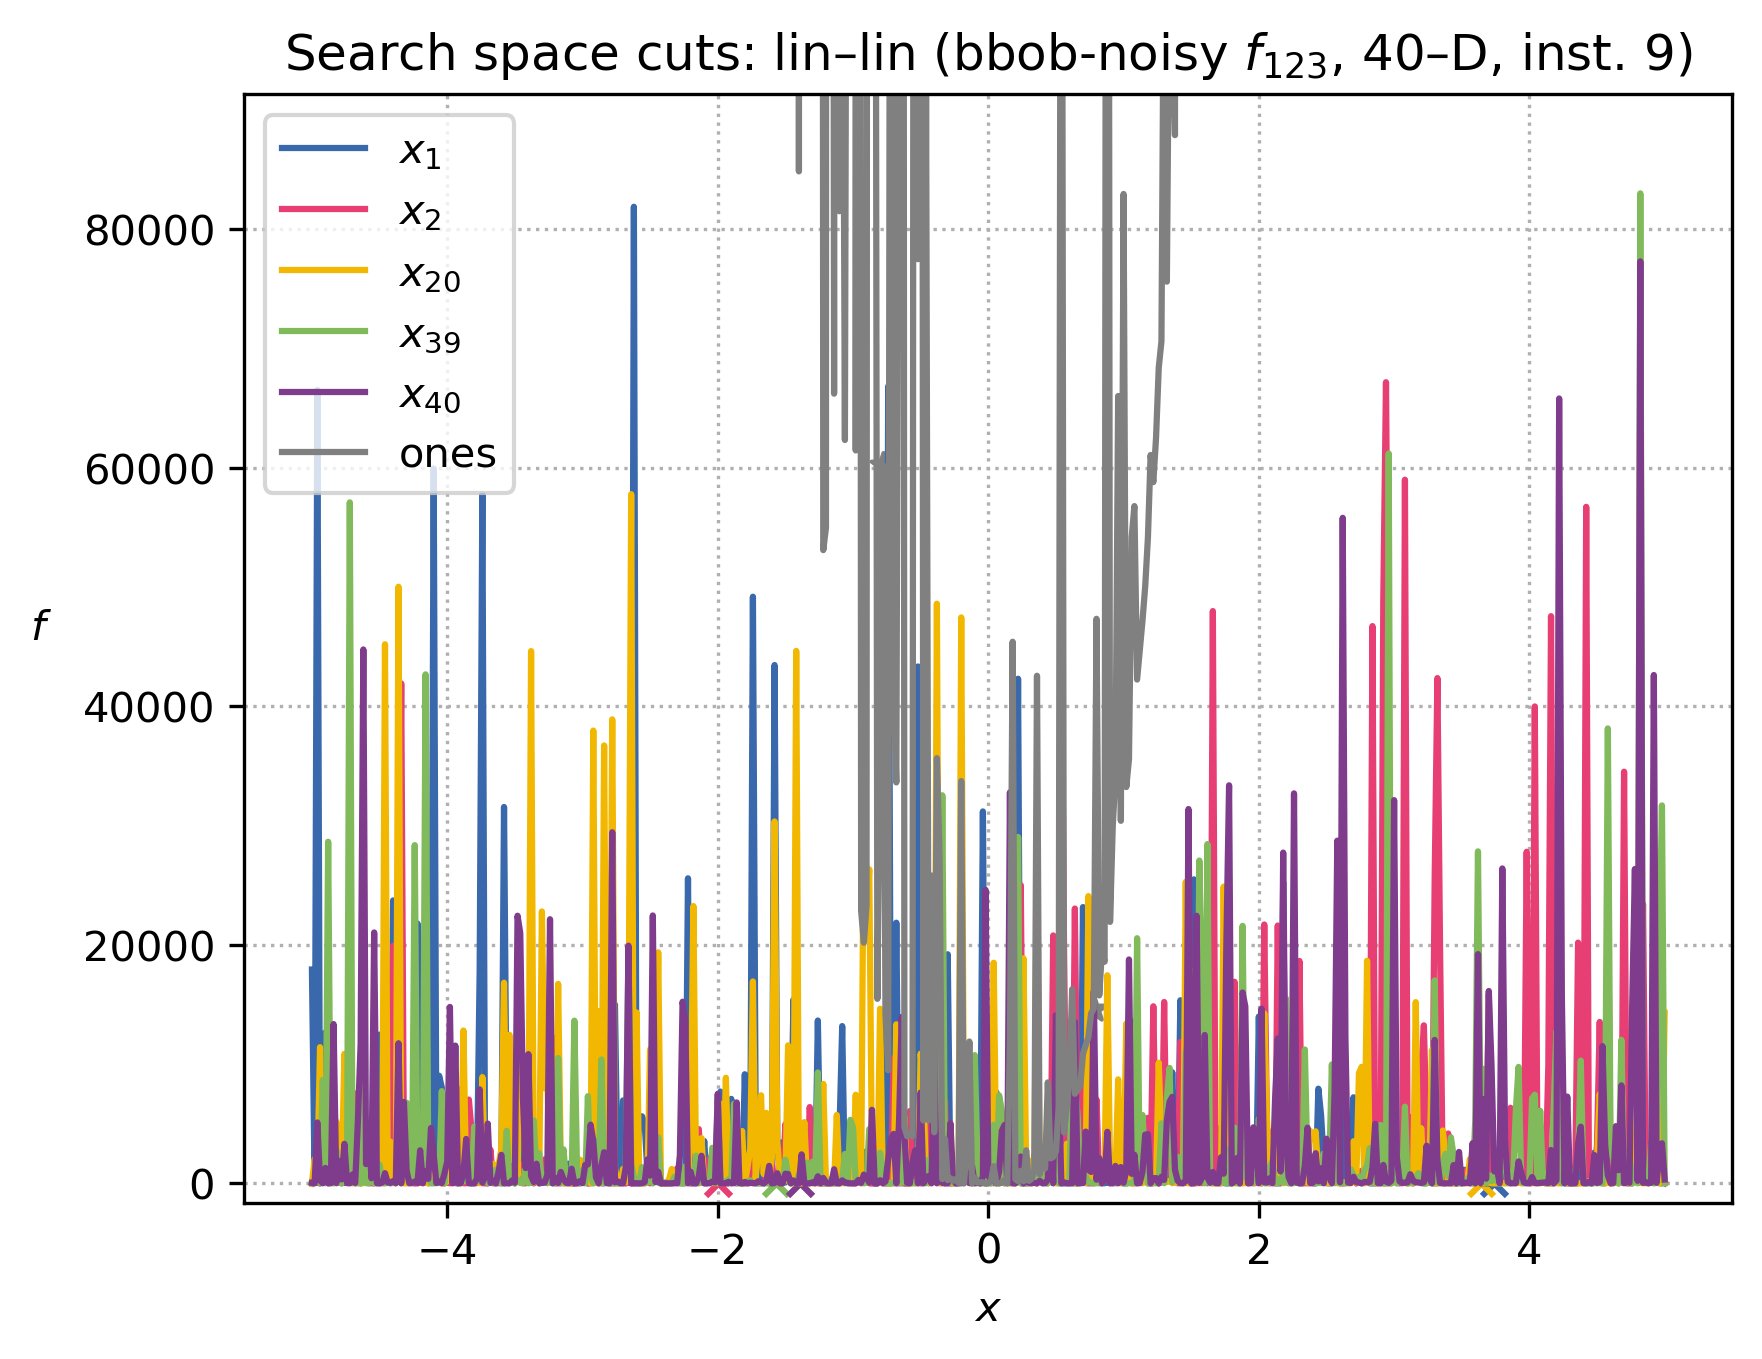 Search space cuts: lin–lin (bbob-noisy f₁₂₃, 40–D, inst. 9)
x₁
x₂
x₂₀
x₃₉
x₄₀
ones
80000
60000
40000
20000
0
f
−4
−2
0
2
4
x